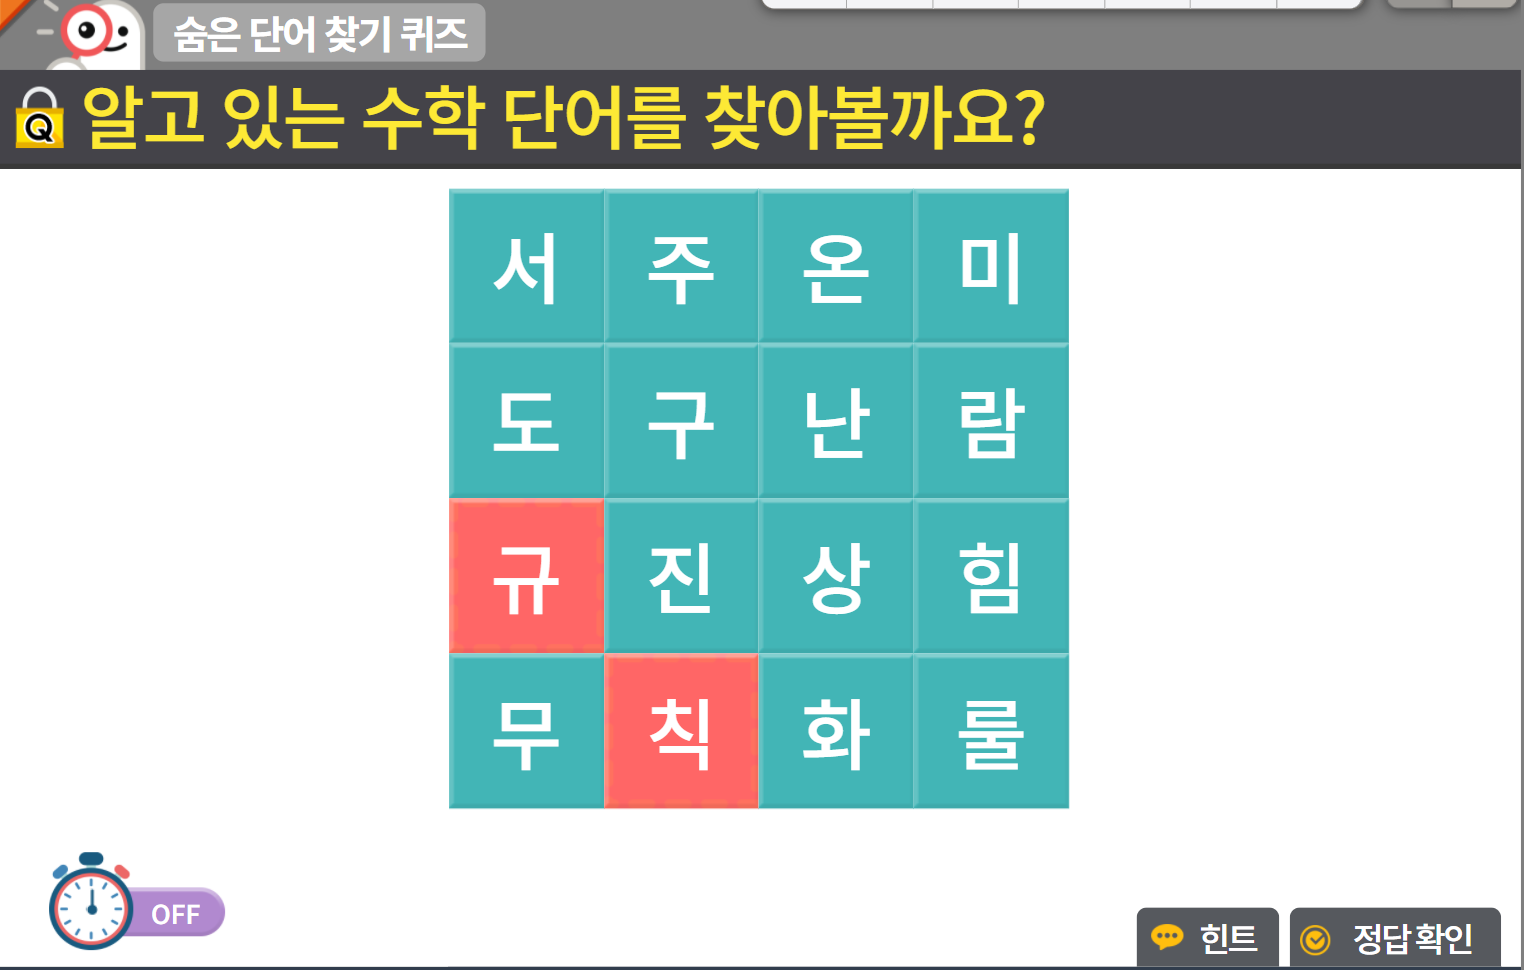 숨은 단어 찾기 퀴즈
Q 알고 있는 수학 단어를 찾아볼까요?
서 주 온 미
도 구 난 람
규 진 상 힘
무 칙 화 룰
OFF
힌트
정답 확인